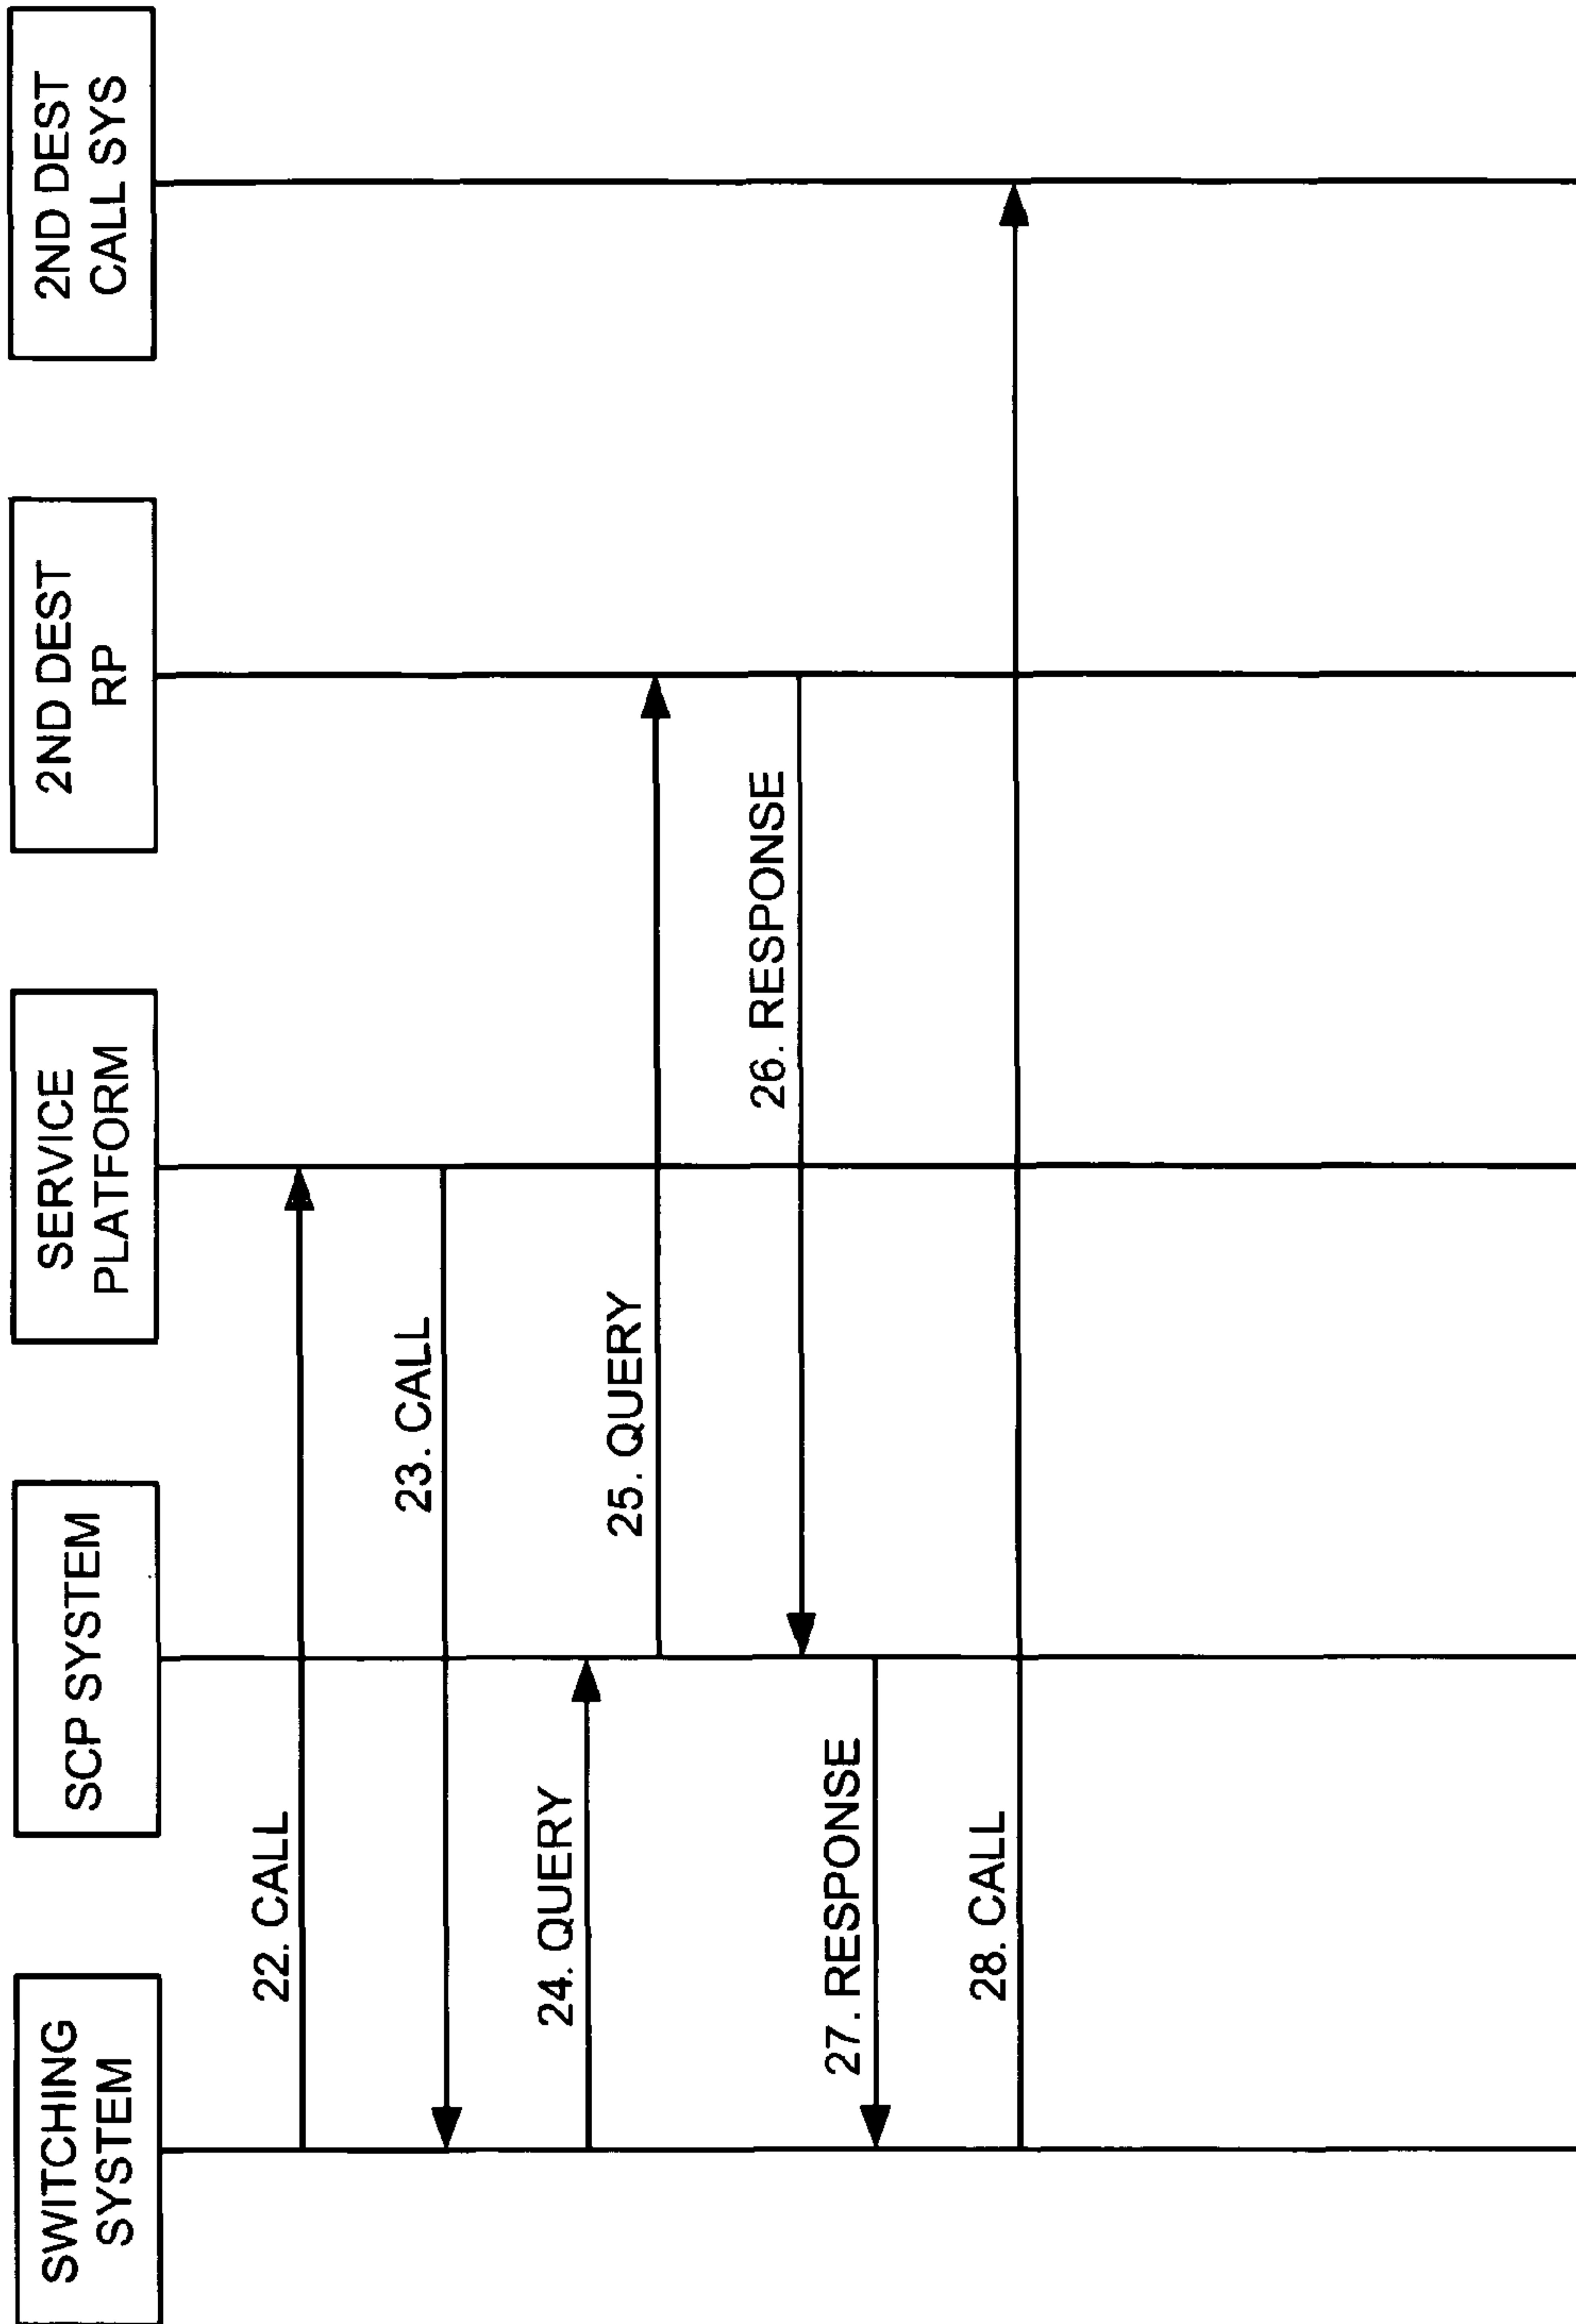 SWITCHING
SYSTEM
SCP SYSTEM
SERVICE
PLATFORM
2ND DEST
RP
2ND DEST
CALL SYS
22. CALL
23. CALL
24. QUERY
25. QUERY
26. RESPONSE
27. RESPONSE
28. CALL